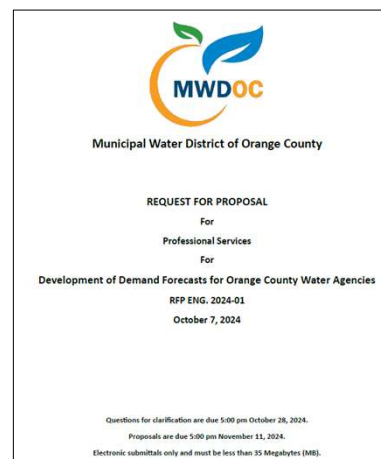 MWDOC
Municipal Water District of Orange County
REQUEST FOR PROPOSAL
For
Professional Services
For
Development of Demand Forecasts for Orange County Water Agencies
RFP ENG. 2024-01
October 7, 2024
Questions for clarification are due 5:00 pm October 28, 2024.
Proposals are due 5:00 pm November 11, 2024.
Electronic submittals only and must be less than 35 Megabytes (MB).